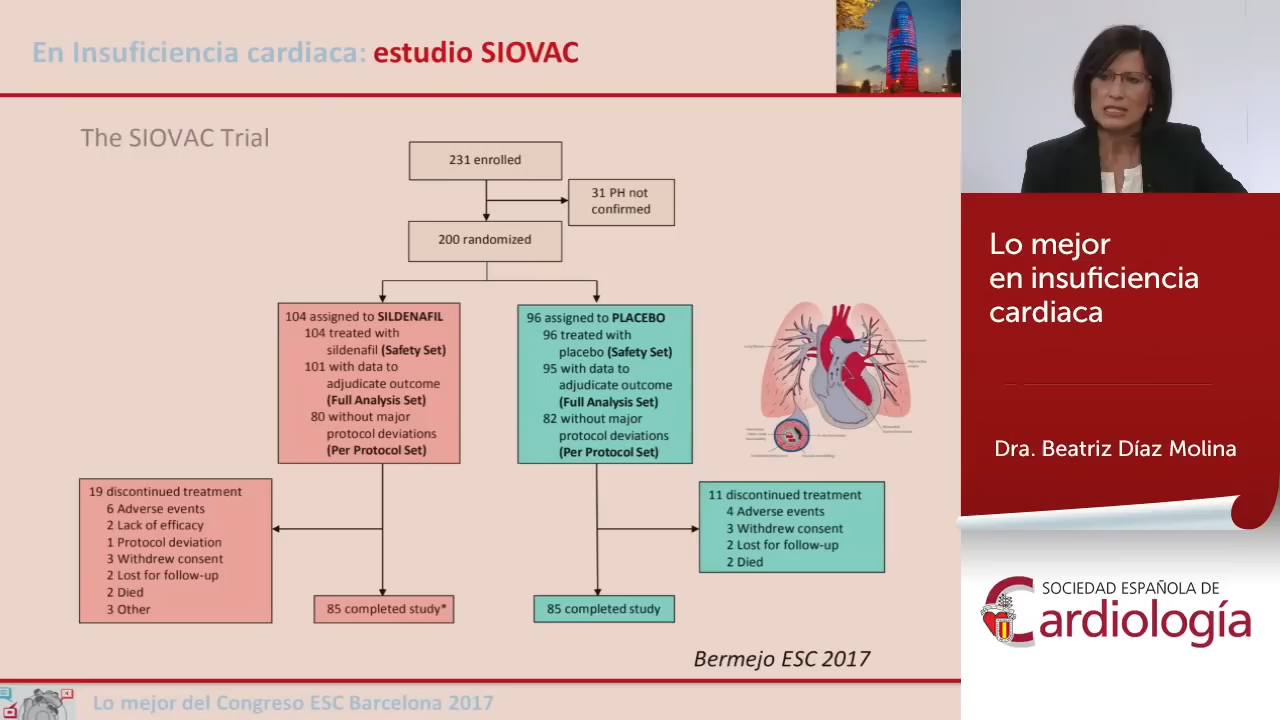 En Insuficiencia cardiaca: estudio SIOVAC
The SIOVAC Trial
231 enrolled
31 PH not
confirmed
200 randomized
104 assigned to SILDENAFIL
104 treated with
sildenafil (Safety Set)
101 with data to
adjudicate outcome
(Full Analysis Set)
80 without major
protocol deviations
(Per Protocol Set)
96 assigned to PLACEBO
96 treated with
placebo (Safety Set)
95 with data to
adjudicate outcome
(Full Analysis Set)
82 without major
protocol deviations
(Per Protocol Set)
19 discontinued treatment
6 Adverse events
2 Lack of efficacy
1 Protocol deviation
3 Withdrew consent
2 Lost for follow-up
2 Died
3 Other
11 discontinued treatment
4 Adverse events
3 Withdrew consent
2 Lost for follow-up
2 Died
85 completed study*
85 completed study
Bermejo ESC 2017
Lo mejor del Congreso ESC Barcelona 2017
Lo mejor
en insuficiencia
cardiaca
Dra. Beatriz Díaz Molina
SOCIEDAD ESPAÑOLA DE
Cardiología